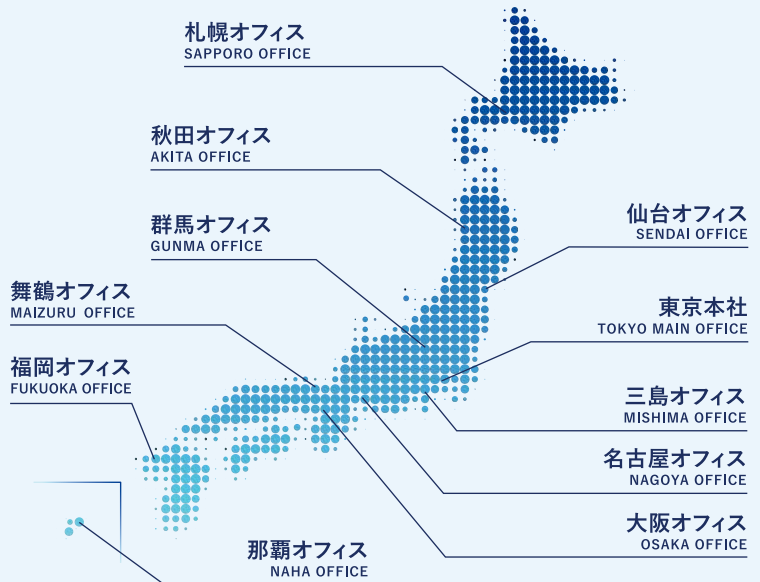 札幌オフィス
SAPPORO OFFICE
秋田オフィス
AKITA OFFICE
群馬オフィス
GUNMA OFFICE
舞鶴オフィス
MAIZURU OFFICE
福岡オフィス
FUKUOKA OFFICE
仙台オフィス
SENDAI OFFICE
東京本社
TOKYO MAIN OFFICE
三島オフィス
MISHIMA OFFICE
名古屋オフィス
NAGOYA OFFICE
大阪オフィス
OSAKA OFFICE
那覇オフィス
NAHA OFFICE